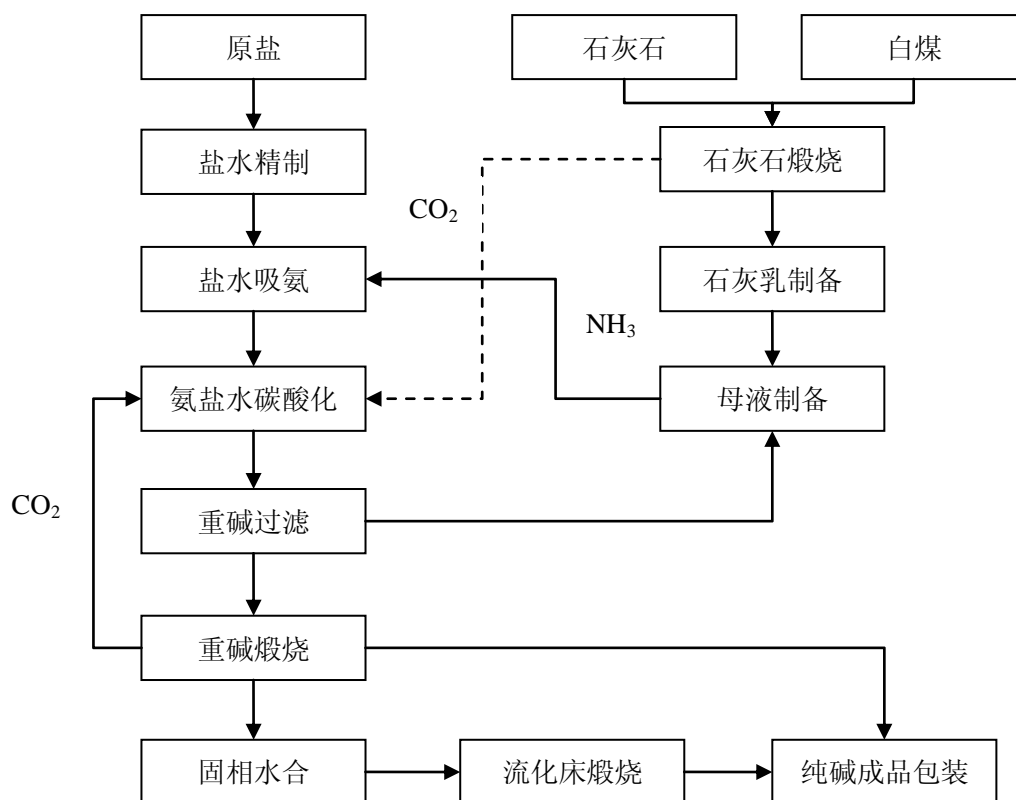 原盐
石灰石
白煤
盐水精制
石灰石煅烧
CO₂
盐水吸氨
石灰乳制备
NH₃
氨盐水碳酸化
母液制备
CO₂
重碱过滤
重碱煅烧
固相水合
流化床煅烧
纯碱成品包装